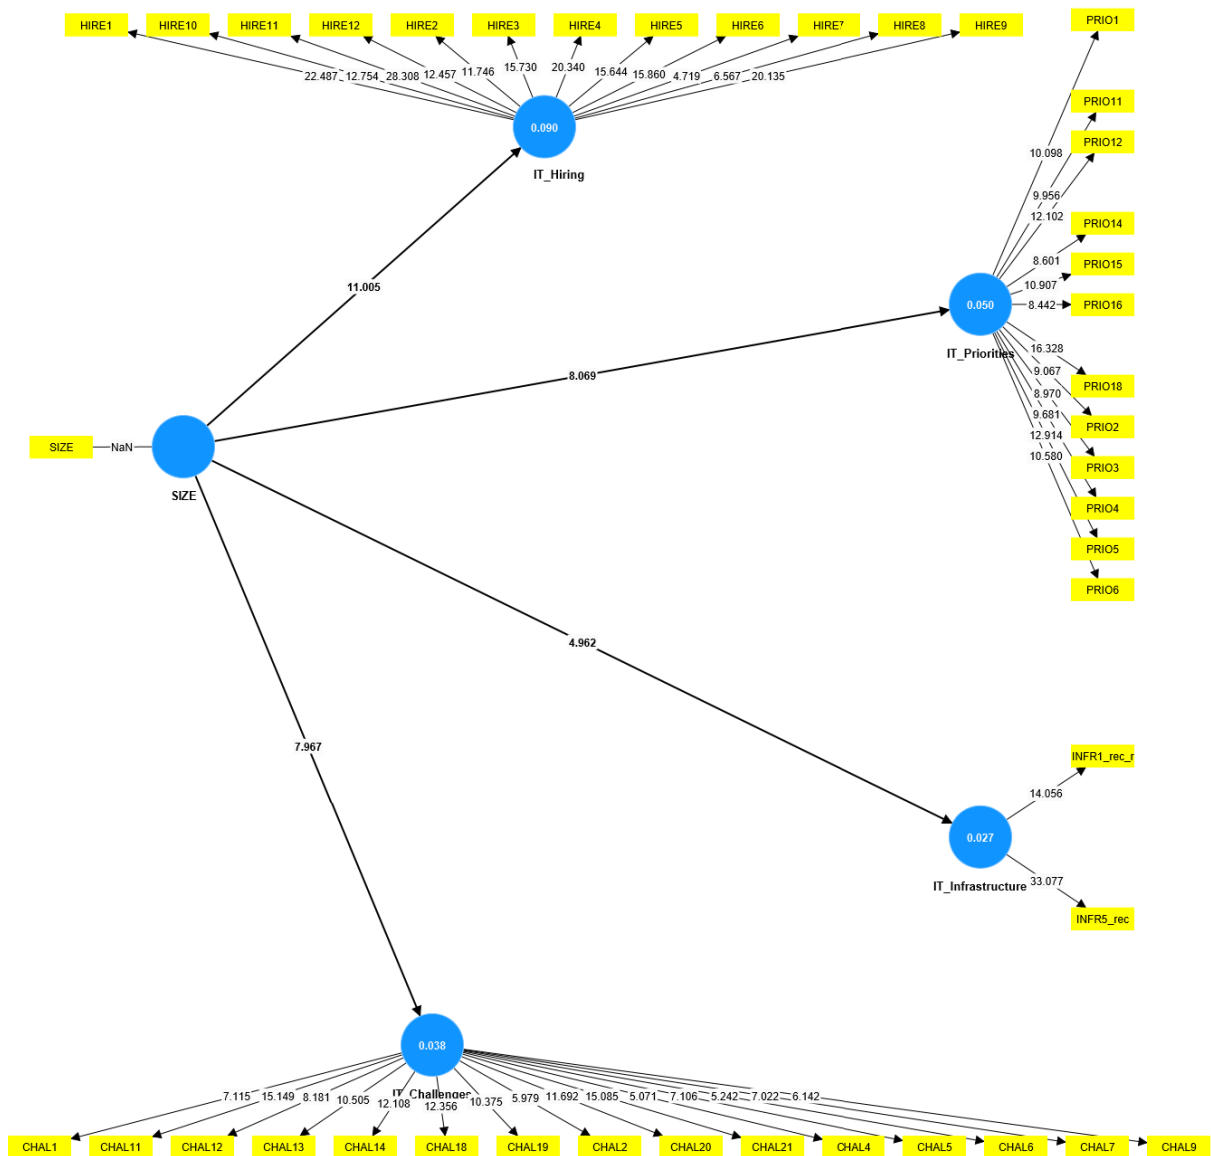 HIRE1 HIRE10 HIRE11 HIRE12 HIRE2 HIRE3 HIRE4 HIRE5 HIRE6 HIRE7 HIRE8 HIRE9
22.487 12.754 28.308 12.457 11.746 15.730 20.340 15.644 15.860 4.719 6.567 20.135
0.090
IT_Hiring
PRIO1
PRIO11
PRIO12
PRIO14
PRIO15
PRIO16
PRIO18
PRIO2
PRIO3
PRIO4
PRIO5
PRIO6
10.098
9.956
12.102
8.601
10.907
8.442
16.328
9.067
8.970
9.681
12.914
10.580
0.050
IT_Priorities
11.005
8.069
SIZE
NaN
SIZE
4.962
7.967
INFR1_rec_r
14.056
0.027
IT_Infrastructure
33.077
INFR5_rec
0.038
IT_Challenges
7.115 15.149 8.181 10.505 12.108 12.356 10.375 5.979 11.692 15.085 5.071 7.106 5.242 7.022 6.142
CHAL1 CHAL11 CHAL12 CHAL13 CHAL14 CHAL18 CHAL19 CHAL2 CHAL20 CHAL21 CHAL4 CHAL5 CHAL6 CHAL7 CHAL9